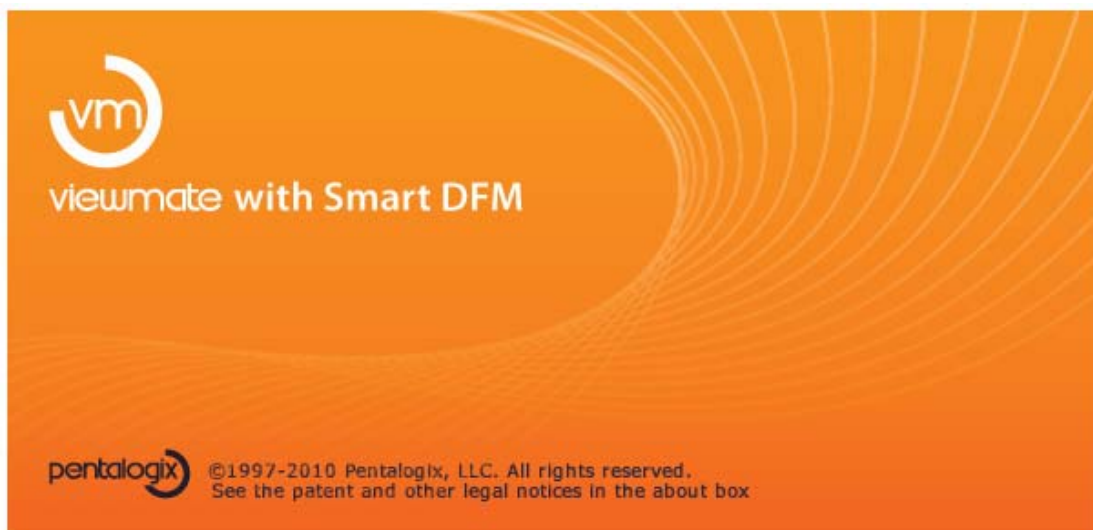 vm
viewmate with Smart DFM
pentalogix ©1997-2010 Pentalogix, LLC. All rights reserved.
See the patent and other legal notices in the about box